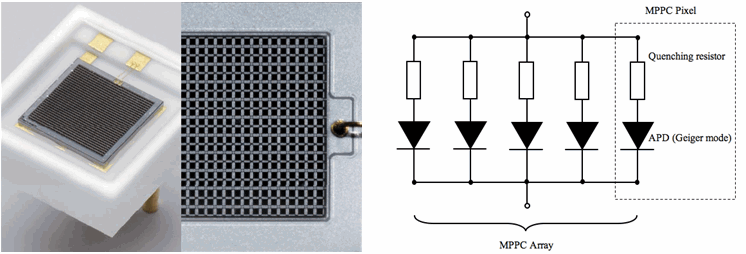 MPPC Pixel
Quenching resistor
APD (Geiger mode)
MPPC Array